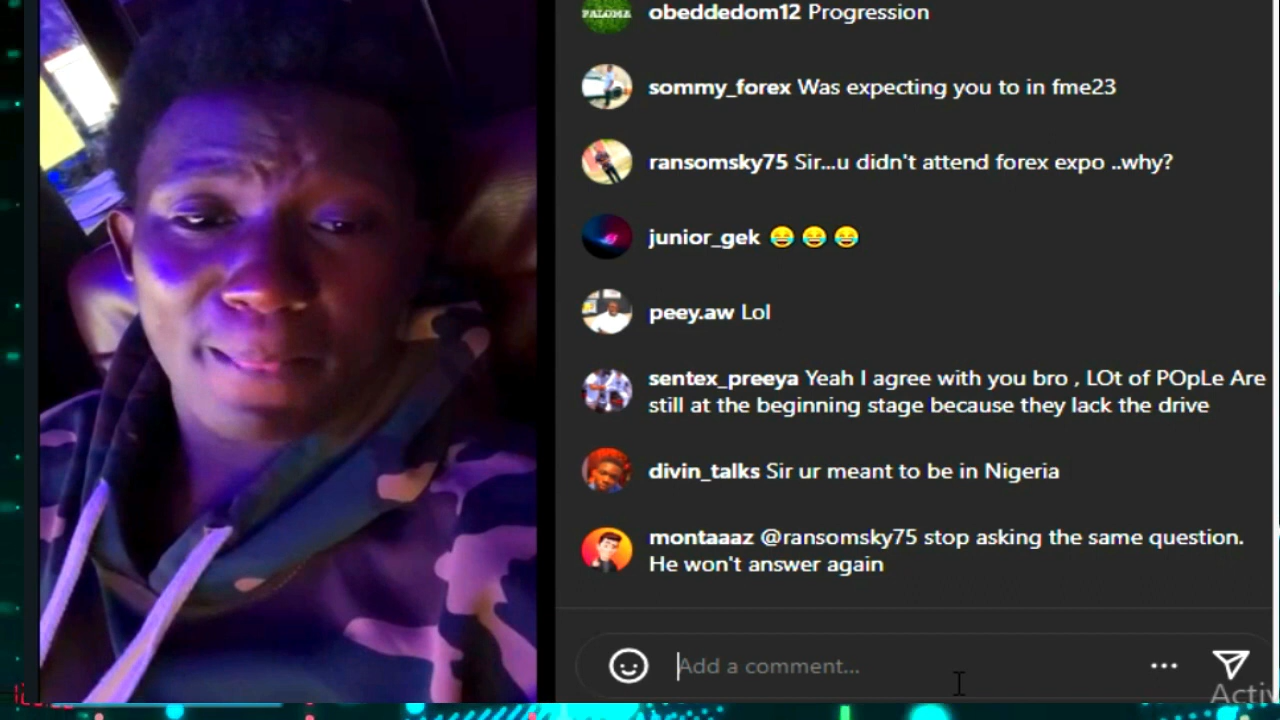 PALOMA
obeddedom12 Progression
sommy_forex Was expecting you to in fme23
ransomsky75 Sir...u didn't attend forex expo ..why?
junior_gek 😂 😂 😂
peey.aw Lol
sentex_preeya Yeah I agree with you bro , LOt of POpLe Are
still at the beginning stage because they lack the drive
divin_talks Sir ur meant to be in Nigeria
montaaaz @ransomsky75 stop asking the same question.
He won't answer again
Add a comment...